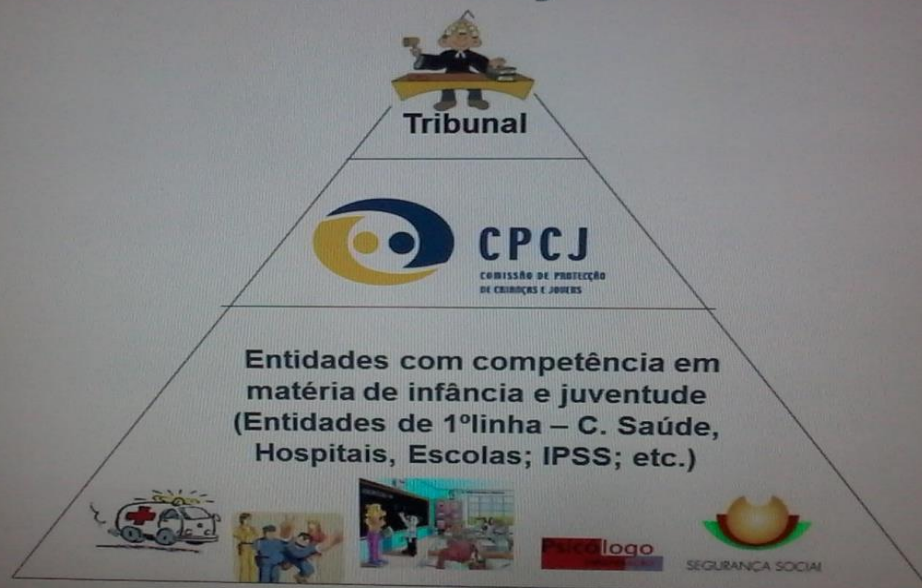 Tribunal
CPCJ
COMISSÃO DE PROTECÇÃO
DE CRIANÇAS E JOVENS
Entidades com competência em
matéria de infância e juventude
(Entidades de 1ºlinha – C. Saúde,
Hospitais, Escolas; IPSS; etc.)
Psicólogo
SEGURANÇA SOCIAL